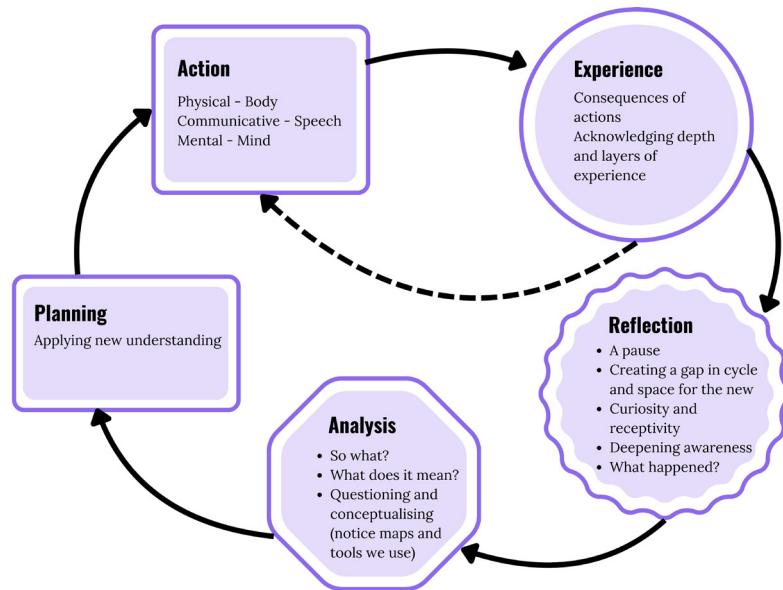 Action
Physical - Body
Communicative - Speech
Mental - Mind
Experience
Consequences of
actions
Acknowledging depth
and layers of
experience
Reflection
• A pause
• Creating a gap in cycle
and space for the new
• Curiosity and
receptivity
• Deepening awareness
• What happened?
Analysis
• So what?
• What does it mean?
• Questioning and
conceptualising
(notice maps and
tools we use)
Planning
Applying new understanding